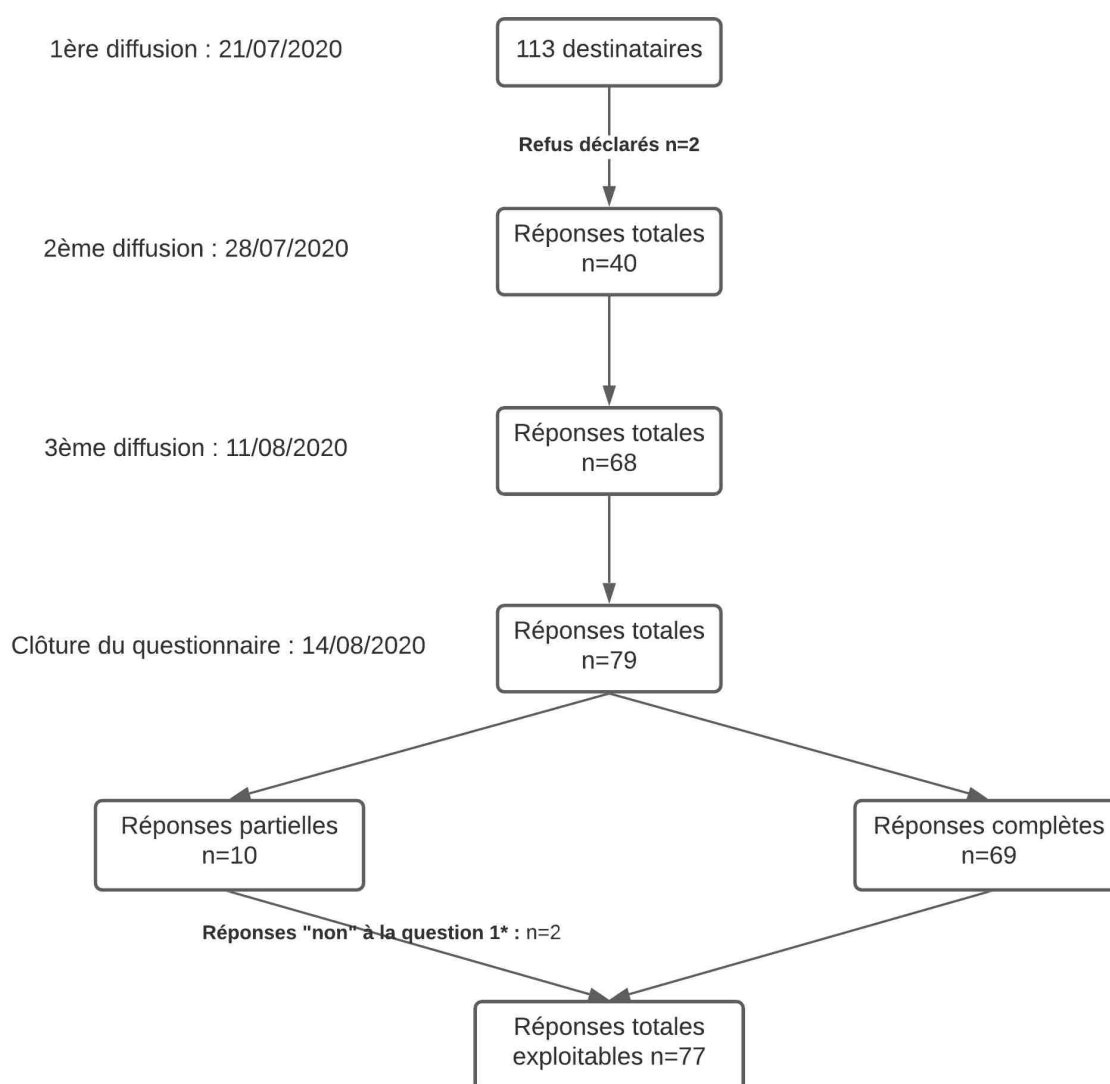 1ère diffusion : 21/07/2020
113 destinataires
Refus déclarés n=2
2ème diffusion : 28/07/2020
Réponses totales
n=40
3ème diffusion : 11/08/2020
Réponses totales
n=68
Clôture du questionnaire : 14/08/2020
Réponses totales
n=79
Réponses partielles
n=10
Réponses complètes
n=69
Réponses "non" à la question 1* : n=2
Réponses totales
exploitables n=77